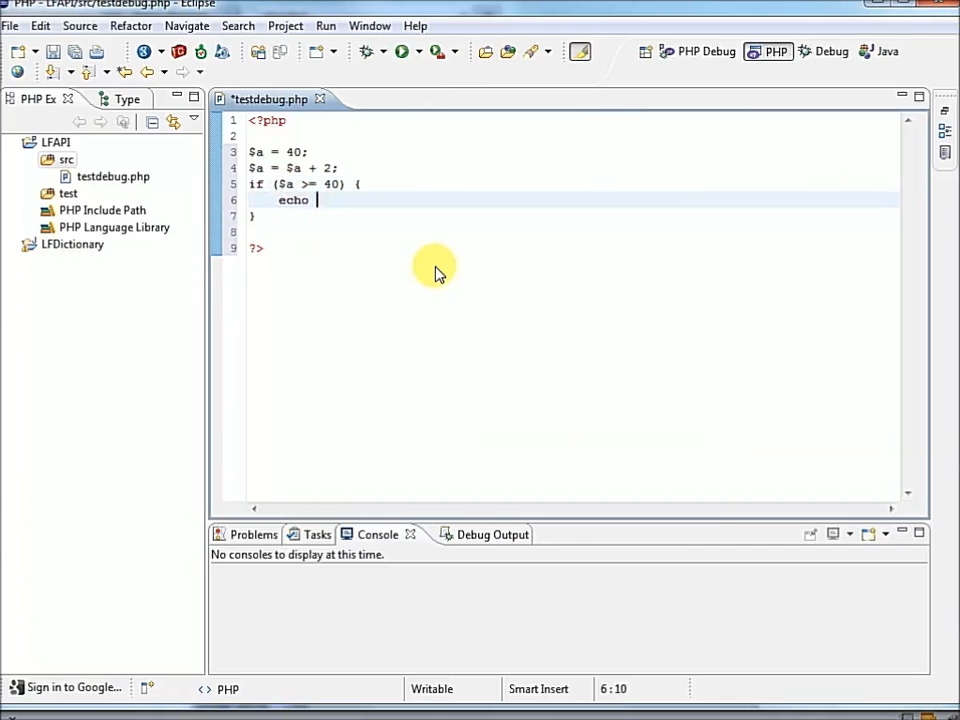 PHP - LFAPI/src/testdebug.php - Eclipse
File Edit Source Refactor Navigate Search Project Run Window Help
PHP Debug PHP Debug Java
PHP Ex Type *testdebug.php
1 <?php
2
3 $a = 40;
4 $a = $a + 2;
5 if ($a >= 40) {
6 echo
7 }
8
9 ?>
LFAPI
src
testdebug.php
test
PHP Include Path
PHP Language Library
LFDictionary
Problems Tasks Console Debug Output
No consoles to display at this time.
Sign in to Google... <> PHP Writable Smart Insert 6 : 10